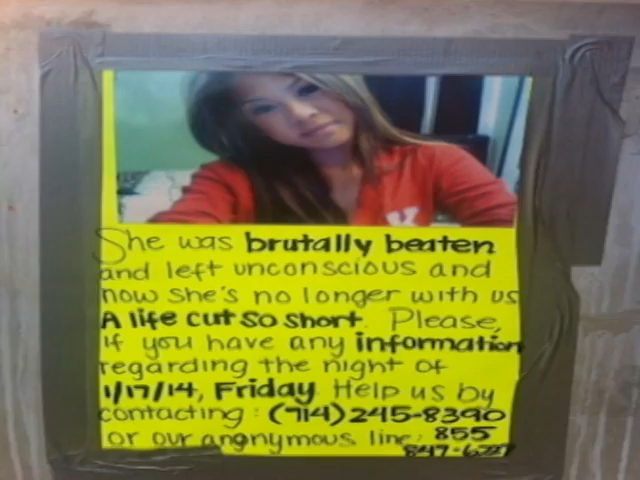 She was brutally beaten
and left unconscious and
now she's no longer with us
A life cut so short. Please,
if you have any information
regarding the night of
1/17/14, Friday. Help us by
contacting: (714)245-8390
or our anonymous line: 855
847-6227